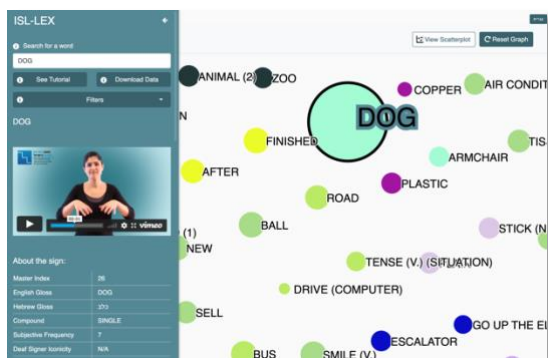 ISL-LEX
Search for a word
DOG
See Tutorial
Download Data
Filters
DOG
vimeo
About the sign:
Master Index 26
English Gloss DOG
Hebrew Gloss כלב
Compound SINGLE
Subjective Frequency 7
Deaf Signer Iconicity N/A
View Scatterplot
Reset Graph
ANIMAL (2)
ZOO
COPPER
AIR CONDIT
N
DOG
FINISHED
TIS
ARMCHAIR
AFTER
PLASTIC
ROAD
(1)
BALL
STICK (N
NEW
TENSE (V.) (SITUATION)
DRIVE (COMPUTER)
SELL
GO UP THE EL
ESCALATOR
BUS
SMILE (V.)